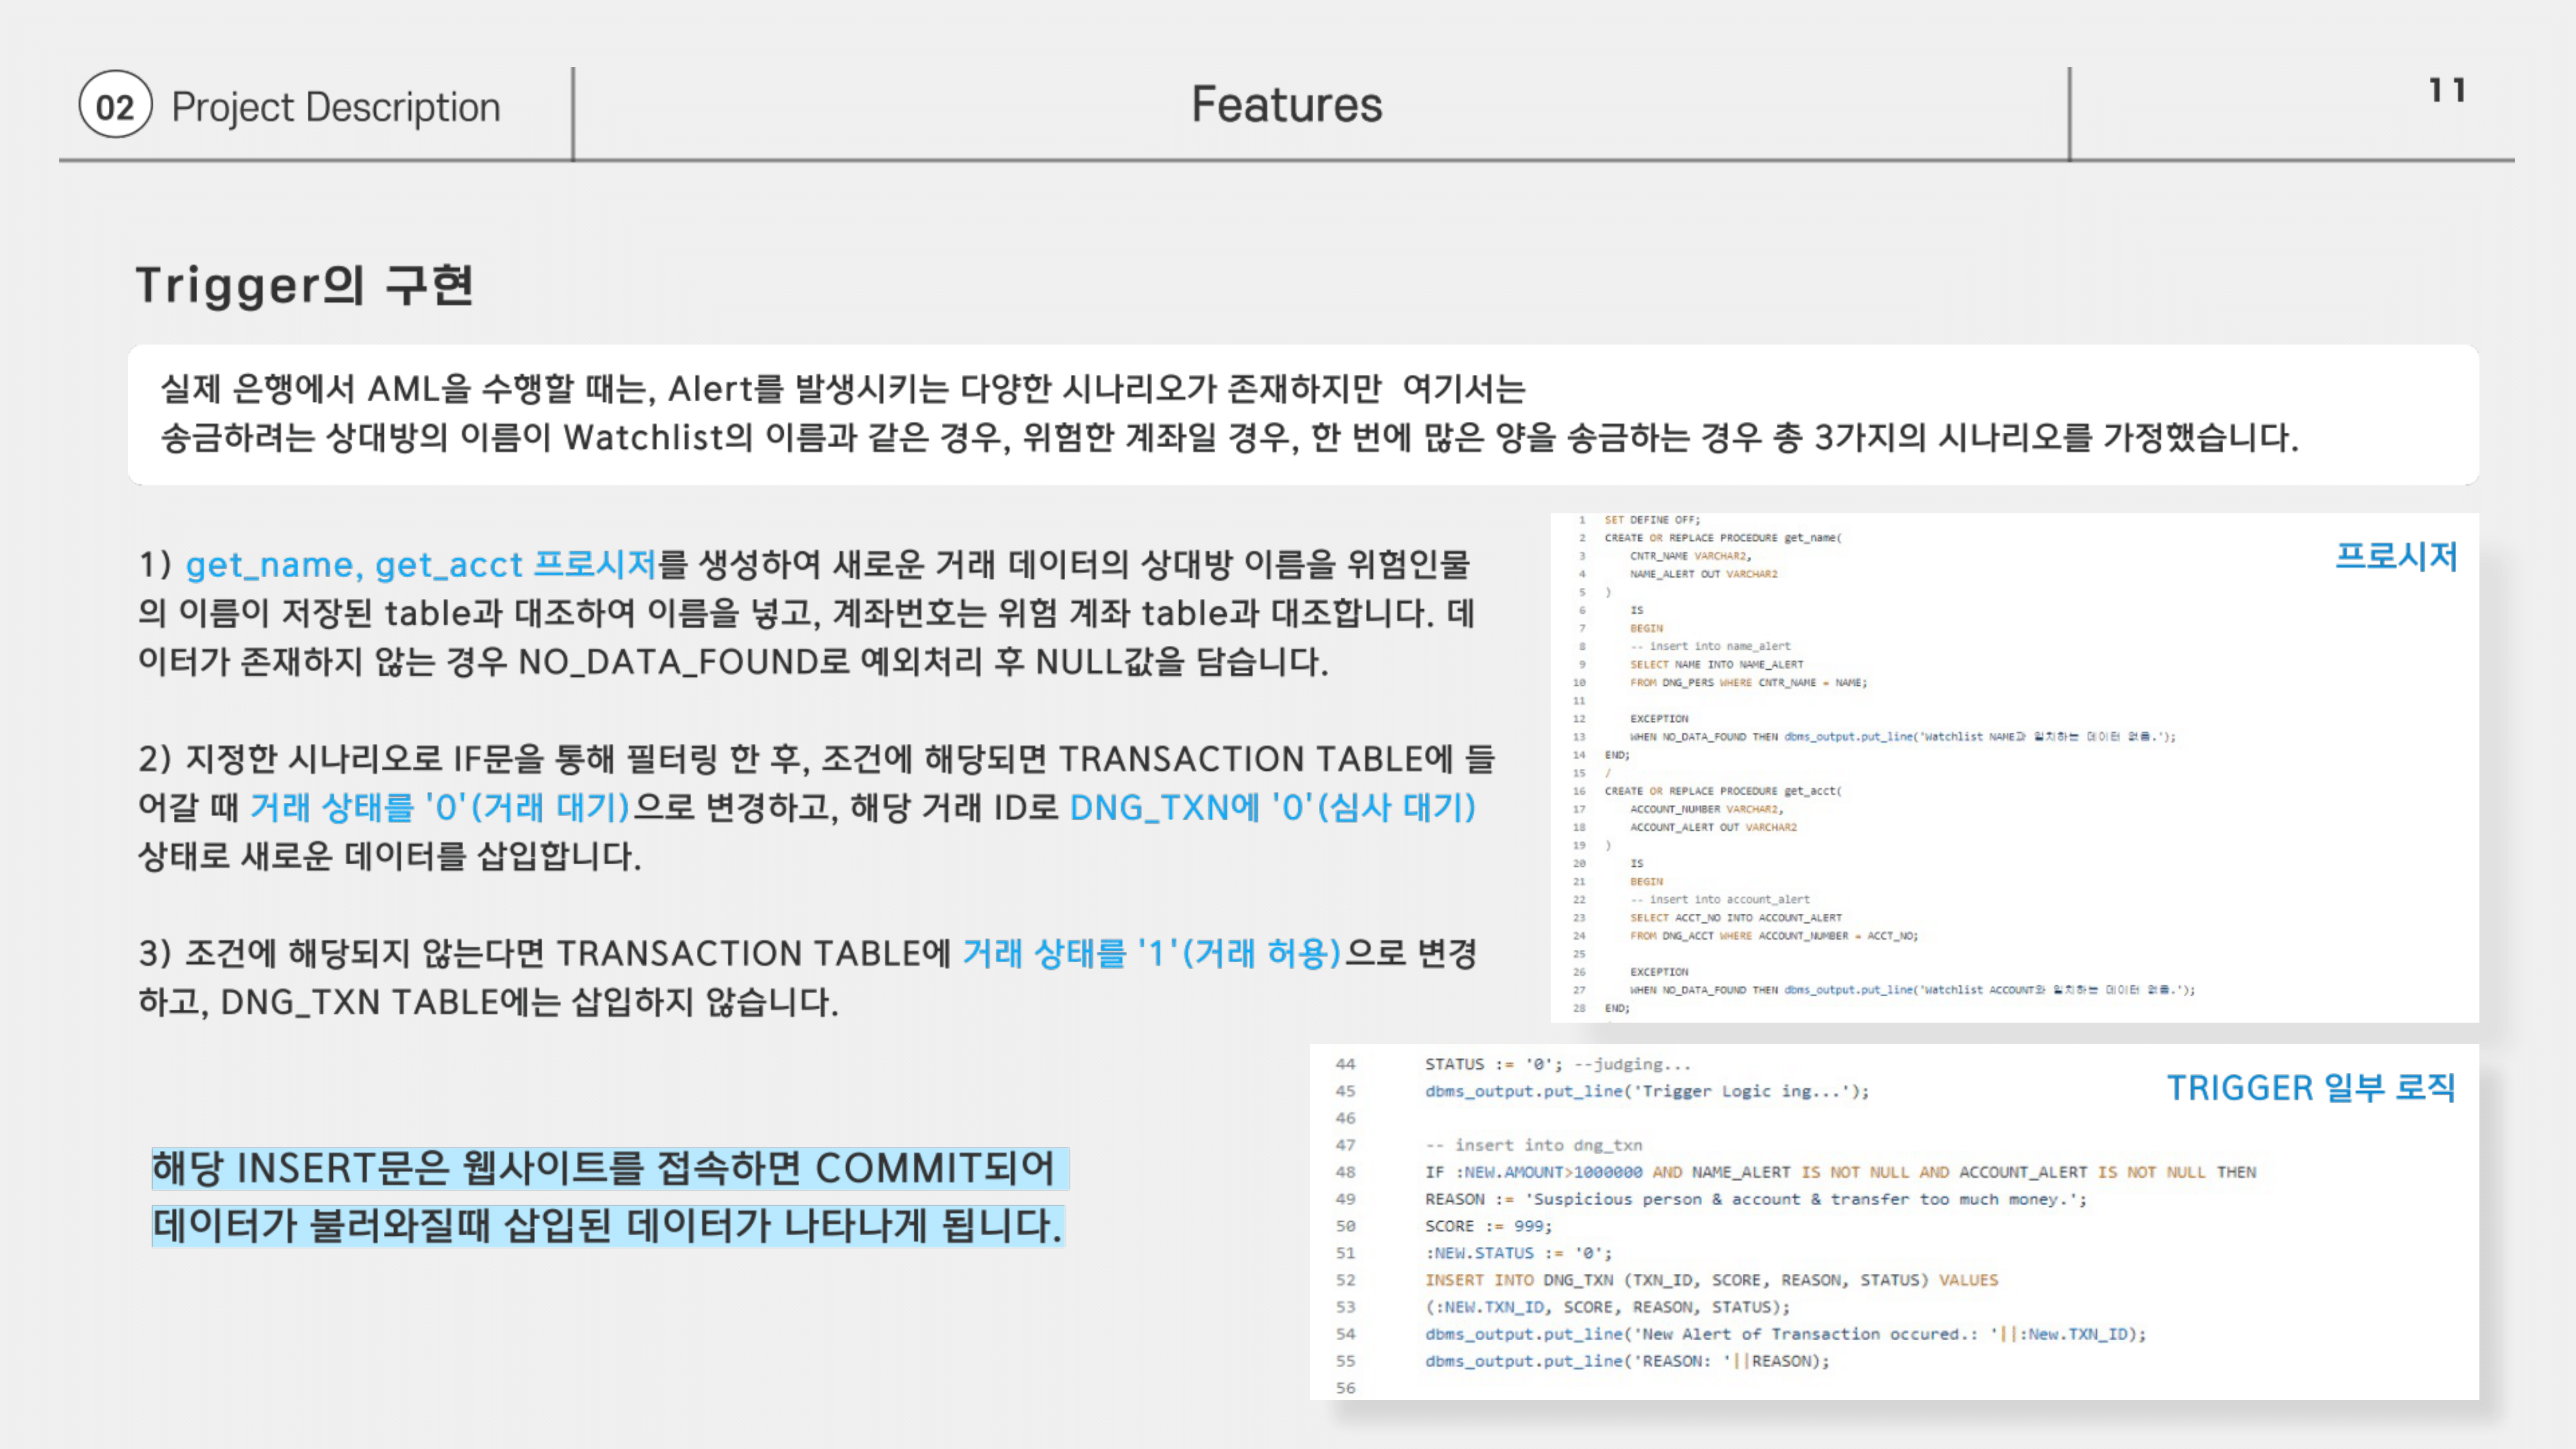 02 Project Description
Features
11
Trigger의 구현
실제 은행에서 AML을 수행할 때는, Alert를 발생시키는 다양한 시나리오가 존재하지만 여기서는
송금하려는 상대방의 이름이 Watchlist의 이름과 같은 경우, 위험한 계좌일 경우, 한 번에 많은 양을 송금하는 경우 총 3가지의 시나리오를 가정했습니다.
1) get_name, get_acct 프로시저를 생성하여 새로운 거래 데이터의 상대방 이름을 위험인물
의 이름이 저장된 table과 대조하여 이름을 넣고, 계좌번호는 위험 계좌 table과 대조합니다. 데
이터가 존재하지 않는 경우 NO_DATA_FOUND로 예외처리 후 NULL값을 담습니다.
2) 지정한 시나리오로 IF문을 통해 필터링 한 후, 조건에 해당되면 TRANSACTION TABLE에 들
어갈 때 거래 상태를 '0'(거래 대기)으로 변경하고, 해당 거래 ID로 DNG_TXN에 '0'(심사 대기)
상태로 새로운 데이터를 삽입합니다.
3) 조건에 해당되지 않는다면 TRANSACTION TABLE에 거래 상태를 '1'(거래 허용)으로 변경
하고, DNG_TXN TABLE에는 삽입하지 않습니다.
해당 INSERT문은 웹사이트를 접속하면 COMMIT되어
데이터가 불러와질때 삽입된 데이터가 나타나게 됩니다.
프로시저
1 SET DEFINE OFF;
2 CREATE OR REPLACE PROCEDURE get_name(
3 CNTR_NAME VARCHAR2,
4 NAME_ALERT OUT VARCHAR2
5 )
6 IS
7 BEGIN
8 -- insert into name_alert
9 SELECT NAME INTO NAME_ALERT
10 FROM DNG_PERS WHERE CNTR_NAME = NAME;
11
12 EXCEPTION
13 WHEN NO_DATA_FOUND THEN dbms_output.put_line('Watchlist NAME과 일치하는 데이터 없음.');
14 END;
15 /
16 CREATE OR REPLACE PROCEDURE get_acct(
17 ACCOUNT_NUMBER VARCHAR2,
18 ACCOUNT_ALERT OUT VARCHAR2
19 )
20 IS
21 BEGIN
22 -- insert into account_alert
23 SELECT ACCT_NO INTO ACCOUNT_ALERT
24 FROM DNG_ACCT WHERE ACCOUNT_NUMBER = ACCT_NO;
25
26 EXCEPTION
27 WHEN NO_DATA_FOUND THEN dbms_output.put_line('Watchlist ACCOUNT와 일치하는 데이터 없음.');
28 END;
TRIGGER 일부 로직
44 STATUS := '0'; --judging...
45 dbms_output.put_line('Trigger Logic ing...');
46
47 -- insert into dng_txn
48 IF :NEW.AMOUNT>1000000 AND NAME_ALERT IS NOT NULL AND ACCOUNT_ALERT IS NOT NULL THEN
49 REASON := 'Suspicious person & account & transfer too much money.';
50 SCORE := 999;
51 :NEW.STATUS := '0';
52 INSERT INTO DNG_TXN (TXN_ID, SCORE, REASON, STATUS) VALUES
53 (:NEW.TXN_ID, SCORE, REASON, STATUS);
54 dbms_output.put_line('New Alert of Transaction occured.: '||:New.TXN_ID);
55 dbms_output.put_line('REASON: '||REASON);
56